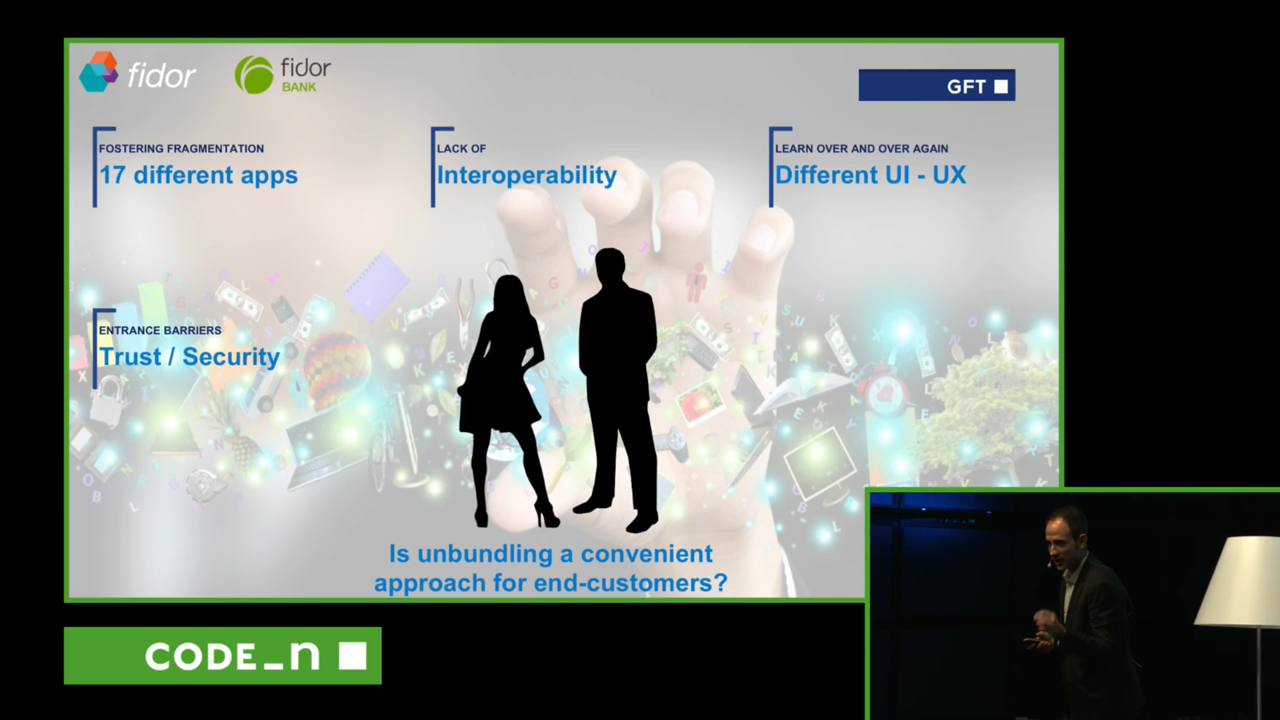 fidor
fidor
BANK
GFT
FOSTERING FRAGMENTATION
17 different apps
LACK OF
Interoperability
LEARN OVER AND OVER AGAIN
Different UI - UX
ENTRANCE BARRIERS
Trust / Security
Is unbundling a convenient
approach for end-customers?
CODE_n